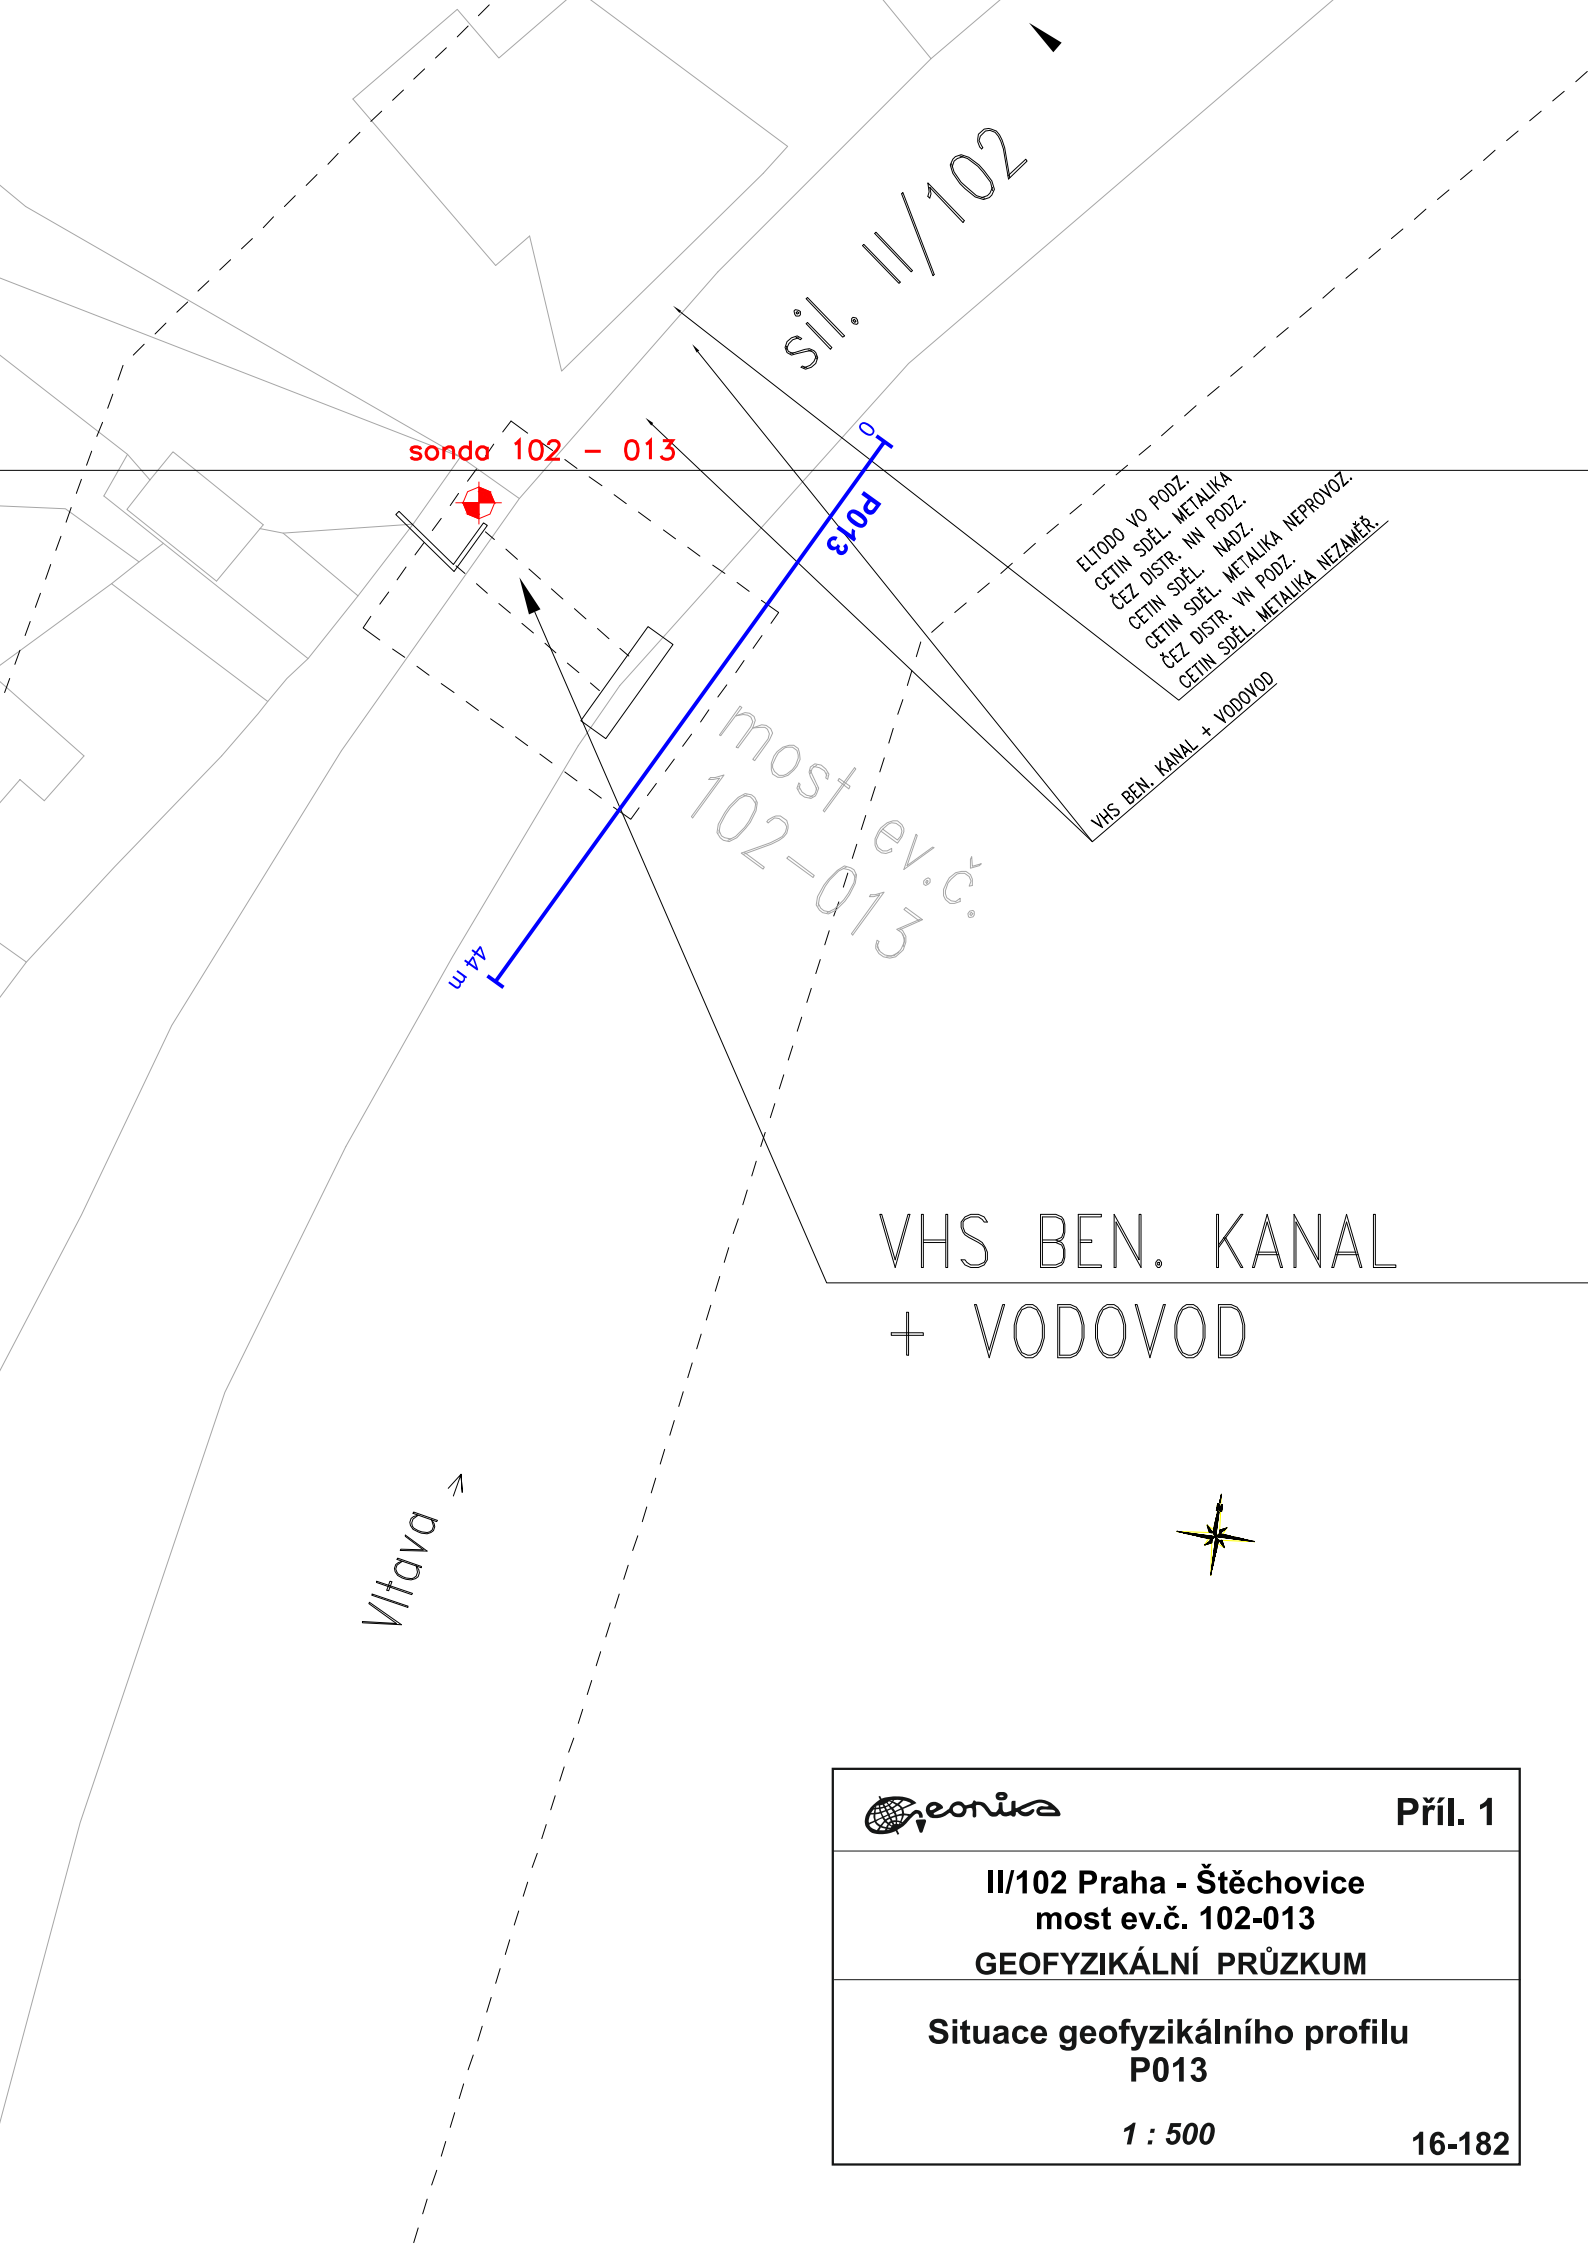 sil. II/102
sonda 102 - 013
0
P013
44 m
ELTODO VO PODZ.
CETIN SDĚL. METALIKA
ČEZ DISTR. NN PODZ.
CETIN SDĚL. NADZ.
CETIN SDĚL. METALIKA NEPROVOZ.
ČEZ DISTR. VN PODZ.
CETIN SDĚL. METALIKA NEZAMĚŘ.
VHS BEN. KANAL + VODOVOD
most ev.č.
102-013
VHS BEN. KANAL
+ VODOVOD
Vltava
Geonika
Příl. 1
II/102 Praha - Štěchovice
most ev.č. 102-013
GEOFYZIKÁLNÍ PRŮZKUM
Situace geofyzikálního profilu
P013
1 : 500
16-182